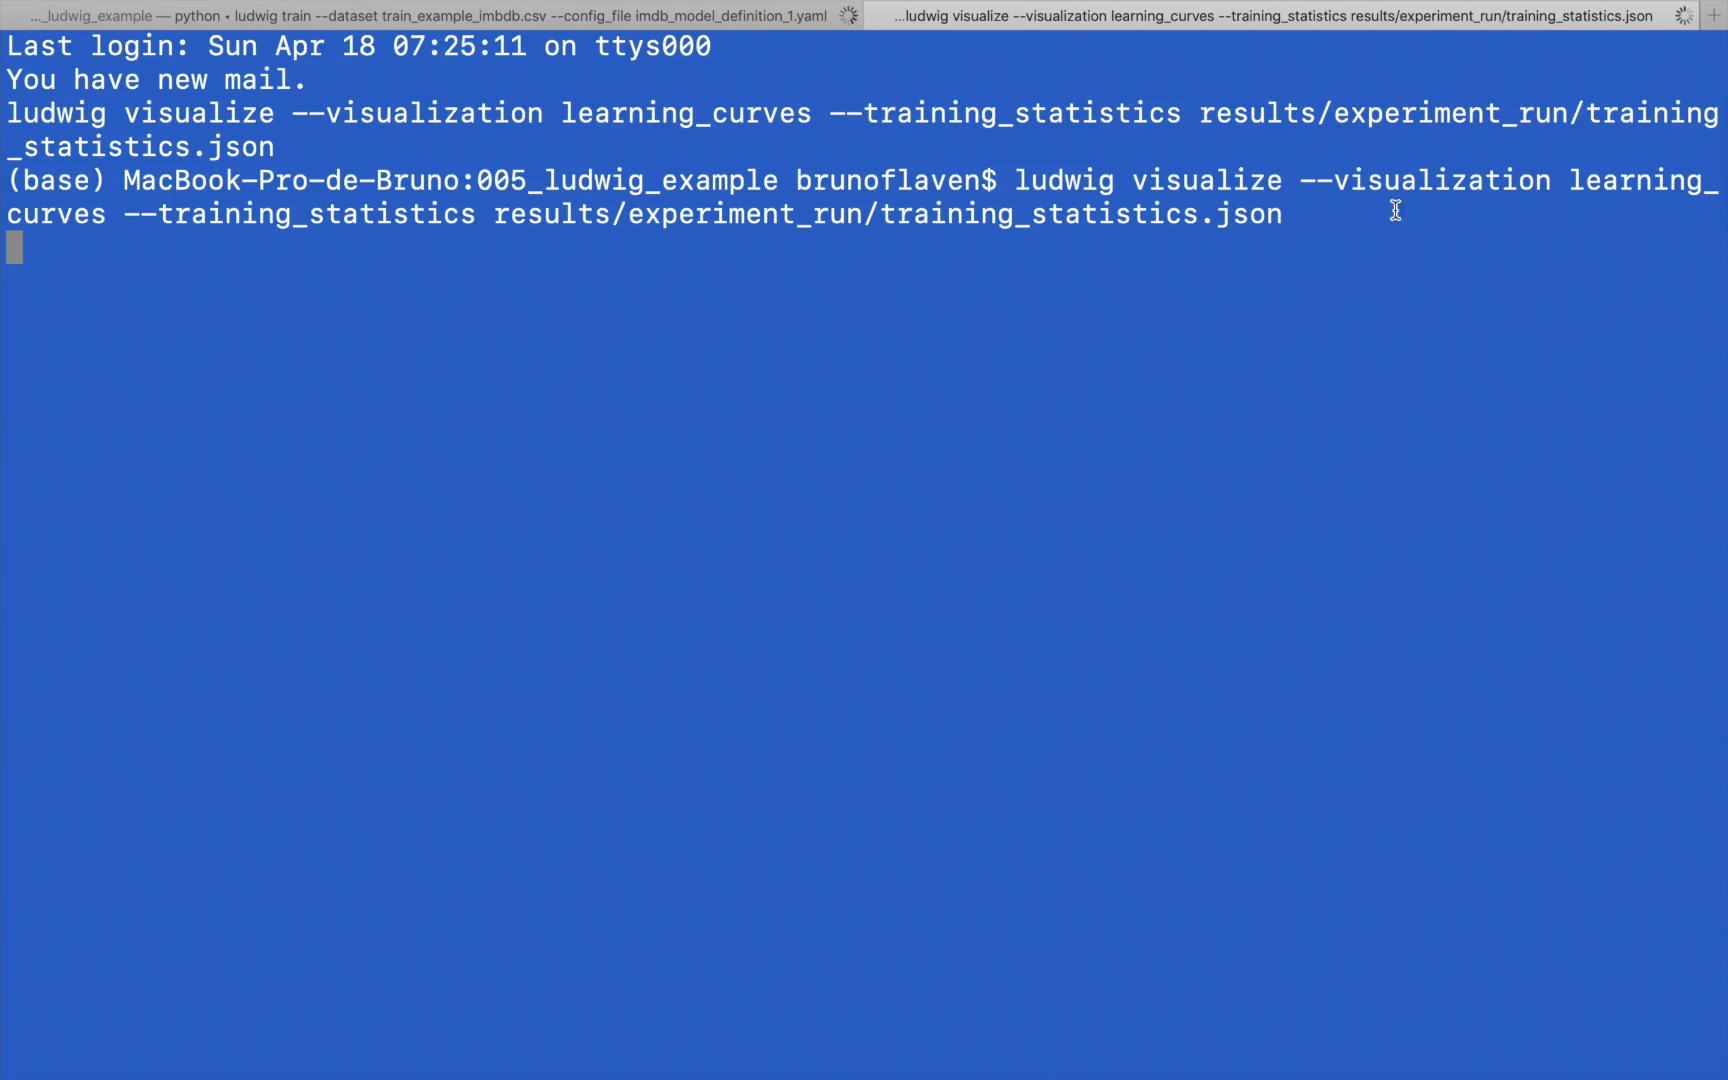 ..._ludwig_example — python ◂ ludwig train --dataset train_example_imbdb.csv --config_file imdb_model_definition_1.yaml
...ludwig visualize --visualization learning_curves --training_statistics results/experiment_run/training_statistics.json
Last login: Sun Apr 18 07:25:11 on ttys000
You have new mail.
ludwig visualize --visualization learning_curves --training_statistics results/experiment_run/training
_statistics.json
(base) MacBook-Pro-de-Bruno:005_ludwig_example brunoflaven$ ludwig visualize --visualization learning_
curves --training_statistics results/experiment_run/training_statistics.json